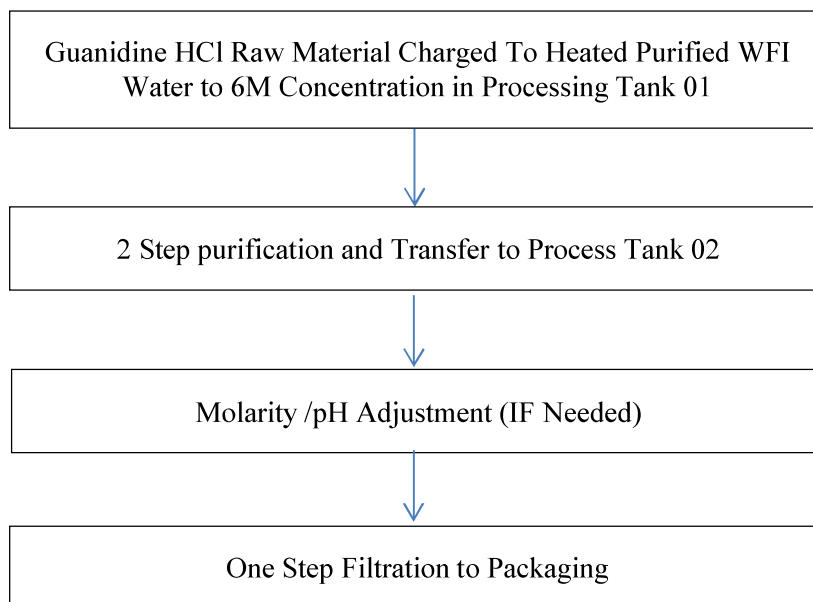 Guanidine HCl Raw Material Charged To Heated Purified WFI
Water to 6M Concentration in Processing Tank 01
2 Step purification and Transfer to Process Tank 02
Molarity /pH Adjustment (IF Needed)
One Step Filtration to Packaging